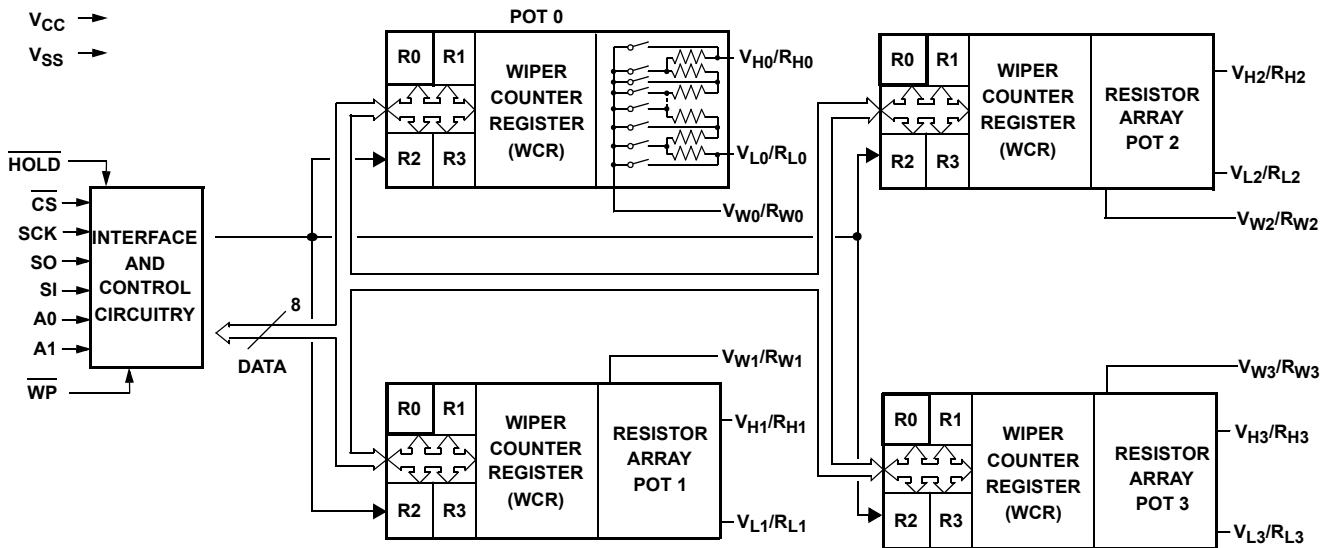 VCC
VSS
HOLD
CS
SCK
SO
SI
A0
A1
WP
INTERFACE
AND
CONTROL
CIRCUITRY
8
DATA
POT 0
R0 R1
R2 R3
WIPER
COUNTER
REGISTER
(WCR)
VH0/RH0
VL0/RL0
VW0/RW0
R0 R1
R2 R3
WIPER
COUNTER
REGISTER
(WCR)
RESISTOR
ARRAY
POT 2
VH2/RH2
VL2/RL2
VW2/RW2
VW1/RW1
R0 R1
R2 R3
WIPER
COUNTER
REGISTER
(WCR)
RESISTOR
ARRAY
POT 1
VH1/RH1
VL1/RL1
VW3/RW3
R0 R1
R2 R3
WIPER
COUNTER
REGISTER
(WCR)
RESISTOR
ARRAY
POT 3
VH3/RH3
VL3/RL3